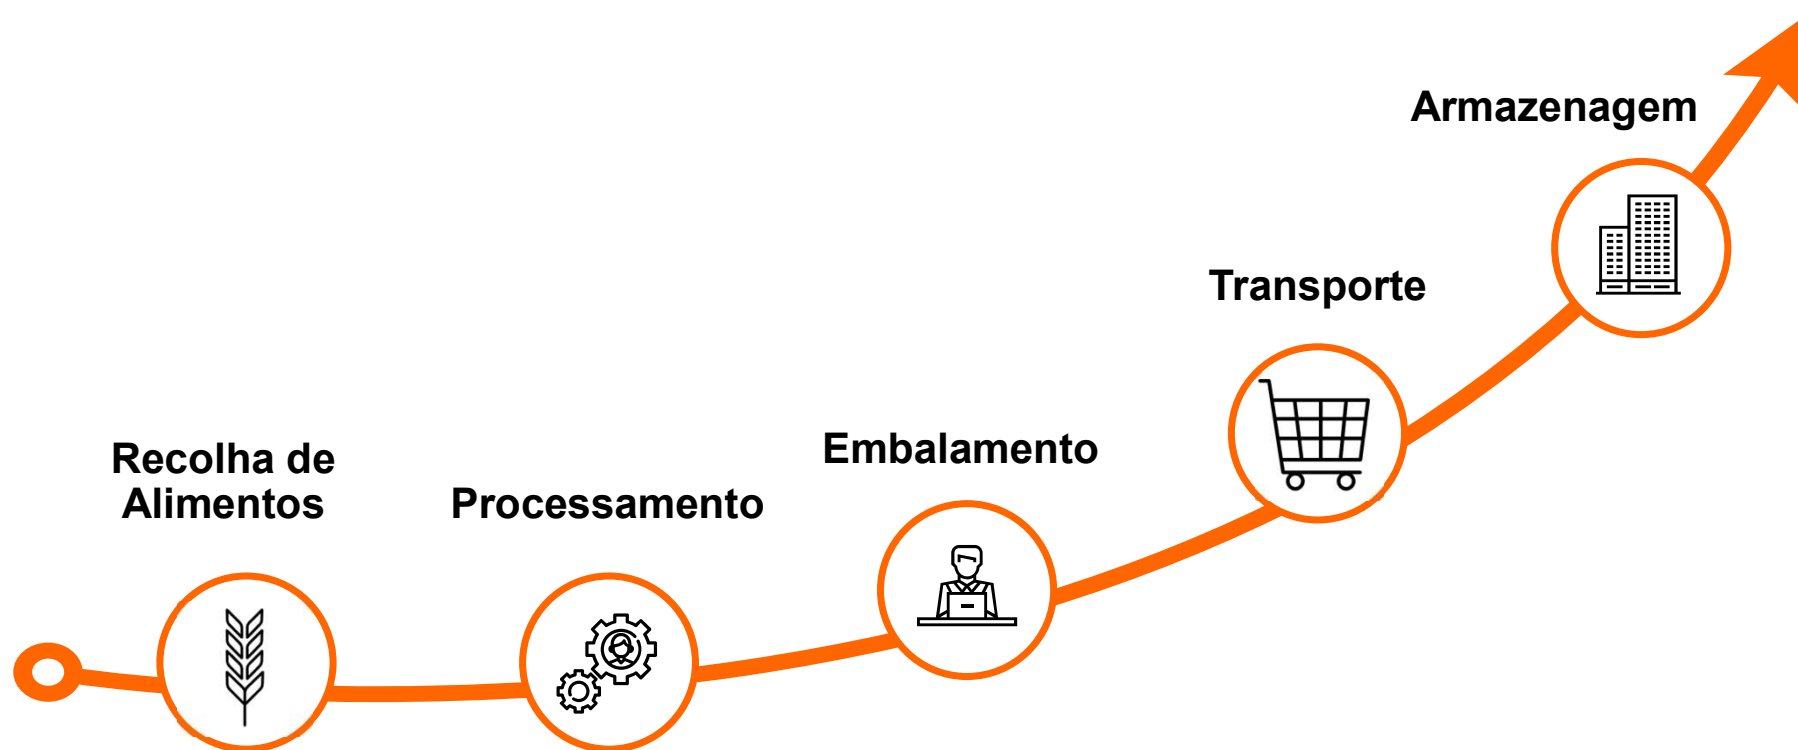 Recolha de
Alimentos
Processamento
Embalamento
Transporte
Armazenagem